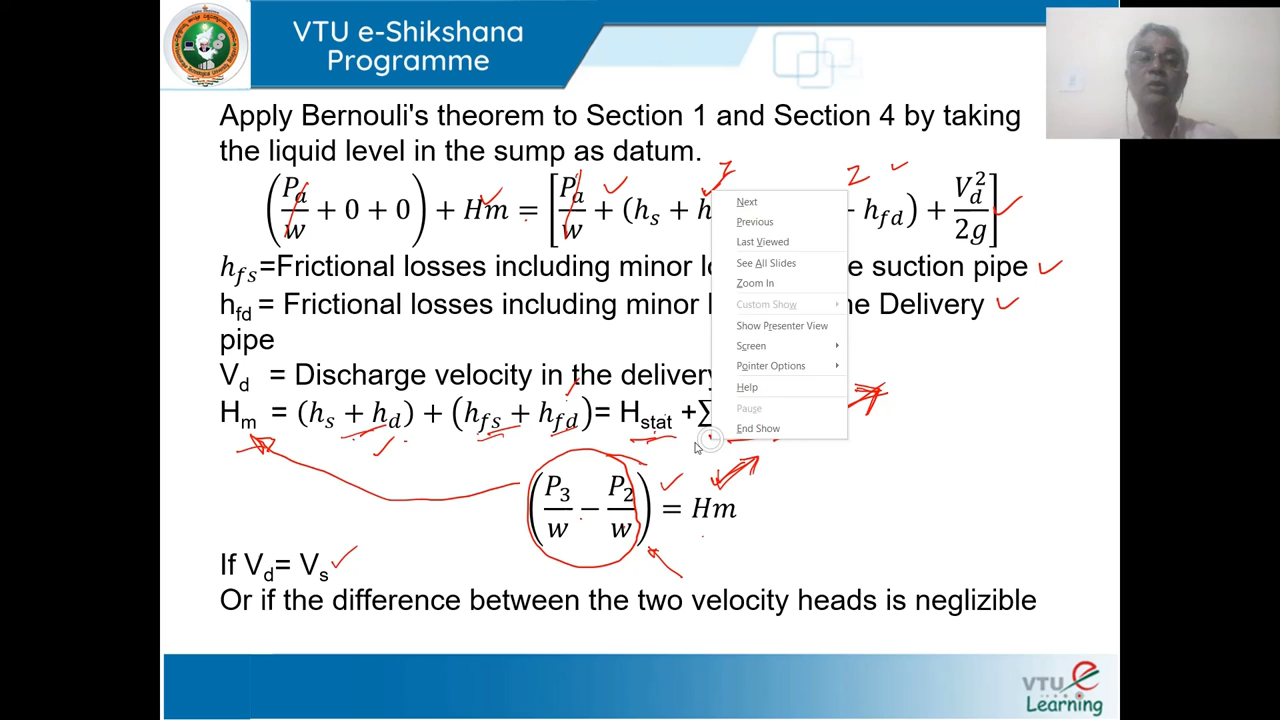 VTU e-Shikshana
Programme
Apply Bernouli's theorem to Section 1 and Section 4 by taking
the liquid level in the sump as datum.
(Pa/w + 0 + 0) + Hm = [Pa/w + (hs + h - hfd) + Vd²/2g]
hfs=Frictional losses including minor suction pipe
hfd = Frictional losses including minor Delivery
pipe
Vd = Discharge velocity in the delivery
Hm = (hs + hd) + (hfs + hfd)= Hstat +∑
(P3/w − P2/w) = Hm
If Vd= Vs
Or if the difference between the two velocity heads is neglizible
Next
Previous
Last Viewed
See All Slides
Zoom In
Custom Show
Show Presenter View
Screen
Pointer Options
Help
Pause
End Show
VTU e
Learning